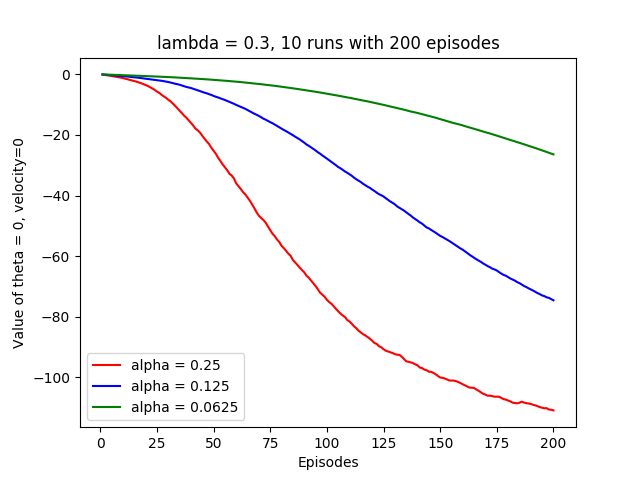 lambda = 0.3, 10 runs with 200 episodes
Value of theta = 0, velocity=0
0
−20
−40
−60
−80
−100
alpha = 0.25
alpha = 0.125
alpha = 0.0625
0 25 50 75 100 125 150 175 200
Episodes